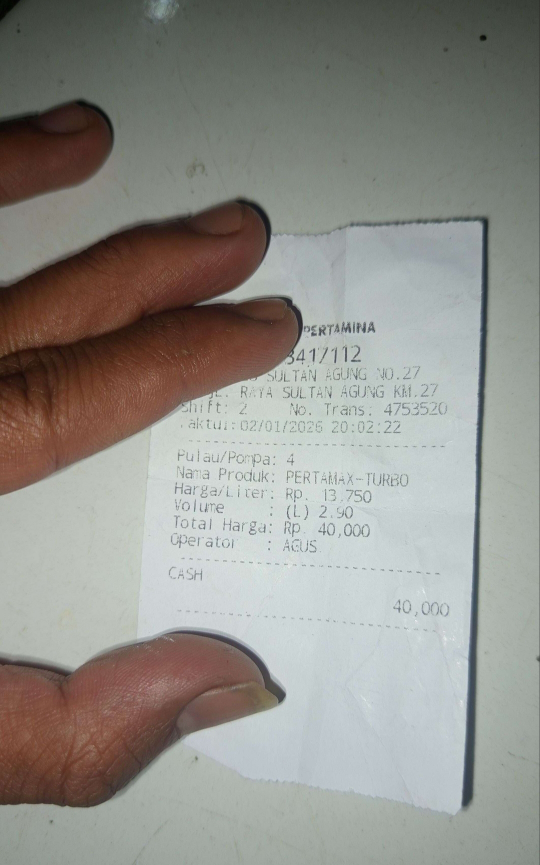 PERTAMINA
3417112
SULTAN AGUNG NO.27
JL. RAYA SULTAN AGUNG KM.27
Shift: 2 No. Trans: 4753520
aktu: 02/01/2026 20:02:22
Pulau/Pompa: 4
Nama Produk: PERTAMAX-TURBO
Harga/Liter: Rp. 13.750
Volume : (L) 2.90
Total Harga: Rp. 40,000
Operator : AGUS
CASH
40,000